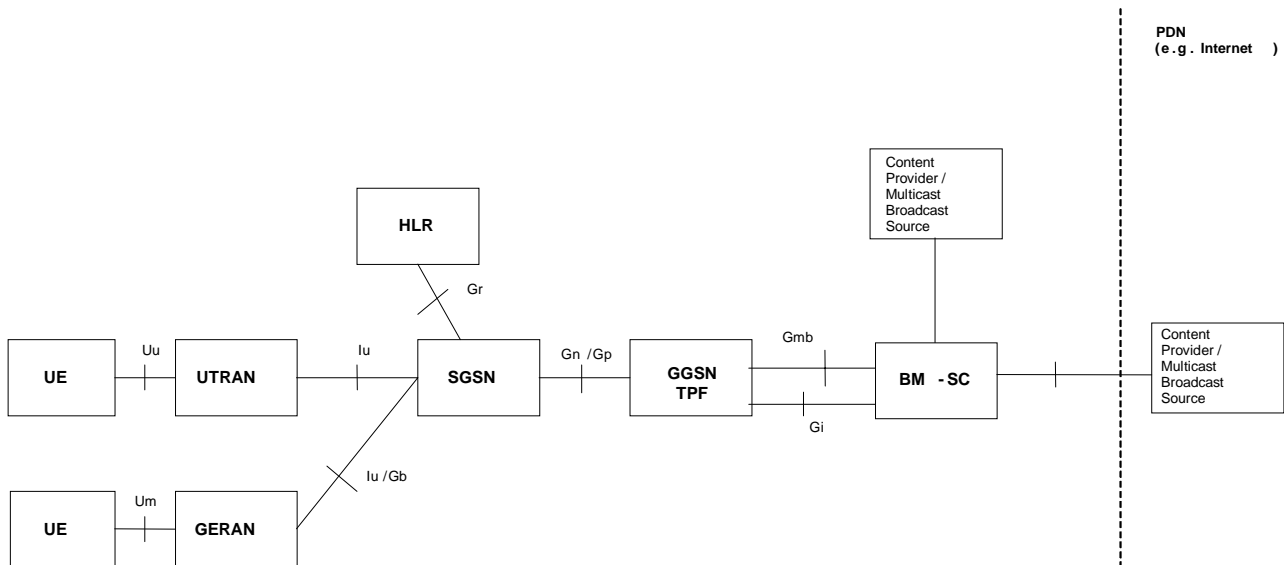 PDN
(e.g. Internet )
Content
Provider /
Multicast
Broadcast
Source
HLR
Gr
Uu
Iu
Gn /Gp
Gmb
UE
UTRAN
SGSN
GGSN
TPF
BM -SC
Content
Provider /
Multicast
Broadcast
Source
Gi
Iu /Gb
Um
UE
GERAN